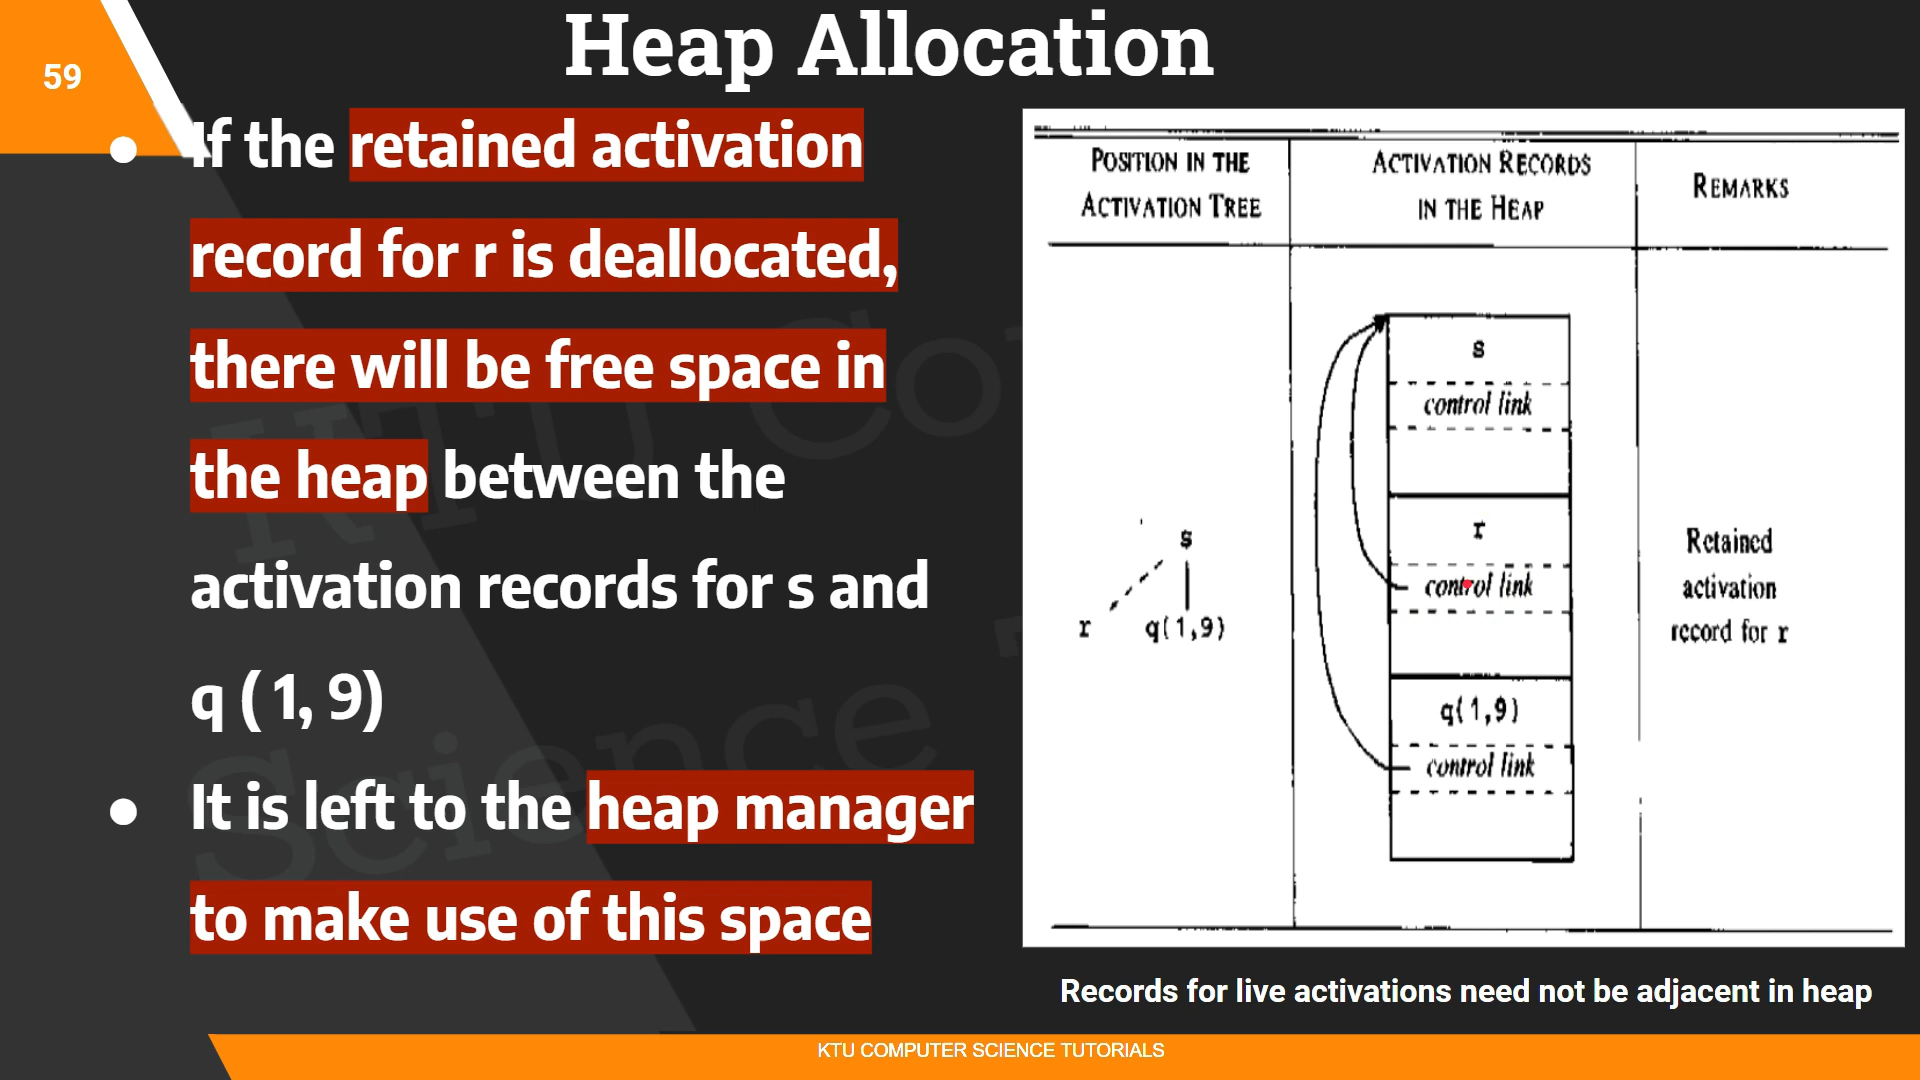 59
Heap Allocation
If the retained activation
record for r is deallocated,
there will be free space in
the heap between the
activation records for s and
q ( 1, 9)
It is left to the heap manager
to make use of this space
POSITION IN THE
ACTIVATION TREE
ACTIVATION RECORDS
IN THE HEAP
REMARKS
s
r
q(1,9)
s
control link
r
control link
q(1,9)
control link
Retained
activation
record for r
Records for live activations need not be adjacent in heap
KTU Co
Science T
KTU COMPUTER SCIENCE TUTORIALS